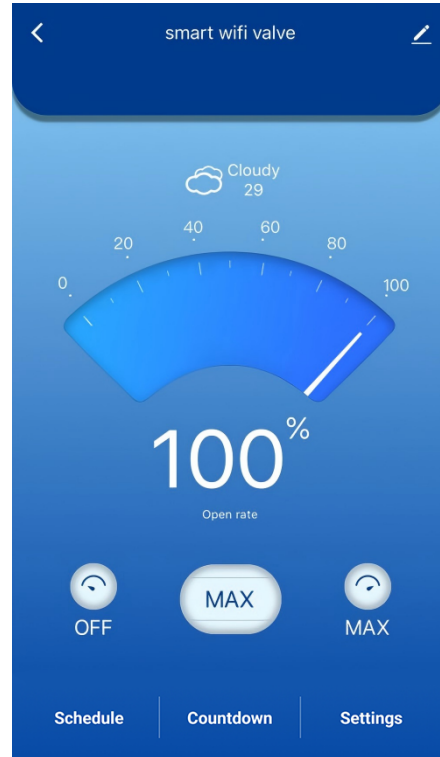 smart wifi valve
Cloudy
29
0
20
40
60
80
100
100%
Open rate
MAX
OFF
MAX
Schedule
Countdown
Settings